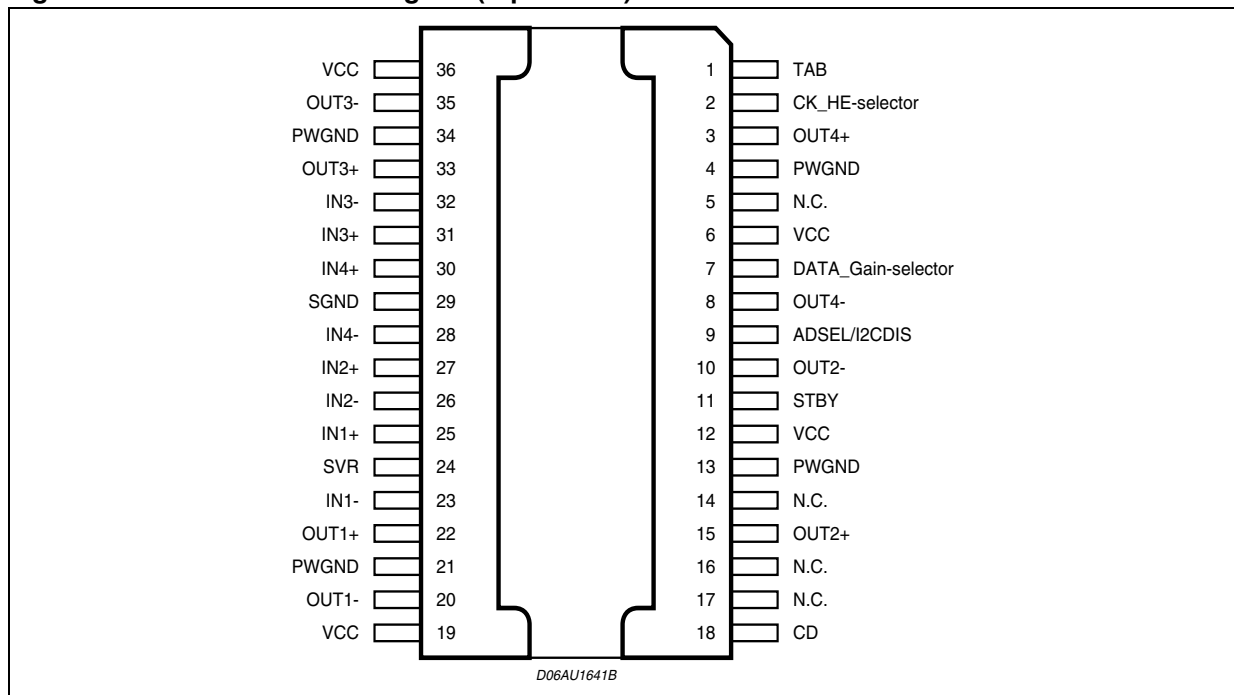 VCC 36 1 TAB
OUT3- 35 2 CK_HE-selector
PWGND 34 3 OUT4+
OUT3+ 33 4 PWGND
IN3- 32 5 N.C.
IN3+ 31 6 VCC
IN4+ 30 7 DATA_Gain-selector
SGND 29 8 OUT4-
IN4- 28 9 ADSEL/I2CDIS
IN2+ 27 10 OUT2-
IN2- 26 11 STBY
IN1+ 25 12 VCC
SVR 24 13 PWGND
IN1- 23 14 N.C.
OUT1+ 22 15 OUT2+
PWGND 21 16 N.C.
OUT1- 20 17 N.C.
VCC 19 18 CD
D06AU1641B